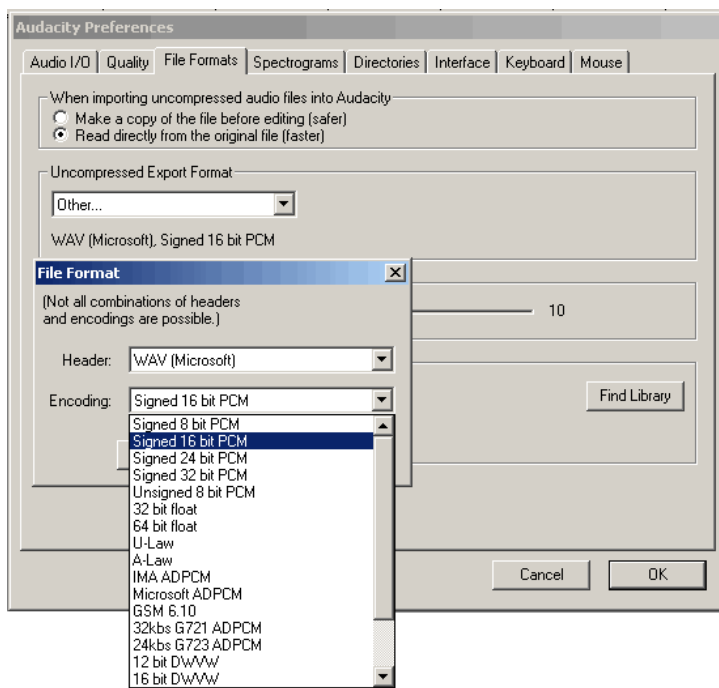 Audacity Preferences
Audio I/O Quality File Formats Spectrograms Directories Interface Keyboard Mouse
When importing uncompressed audio files into Audacity
Make a copy of the file before editing (safer)
Read directly from the original file (faster)
Uncompressed Export Format
Other...
WAV (Microsoft), Signed 16 bit PCM
File Format
(Not all combinations of headers
and encodings are possible.)
10
Header: WAV (Microsoft)
Encoding: Signed 16 bit PCM
Find Library
Signed 8 bit PCM
Signed 16 bit PCM
Signed 24 bit PCM
Signed 32 bit PCM
Unsigned 8 bit PCM
32 bit float
64 bit float
U-Law
A-Law
IMA ADPCM
Microsoft ADPCM
GSM 6.10
32kbs G721 ADPCM
24kbs G723 ADPCM
12 bit DWVW
16 bit DWVW
Cancel OK